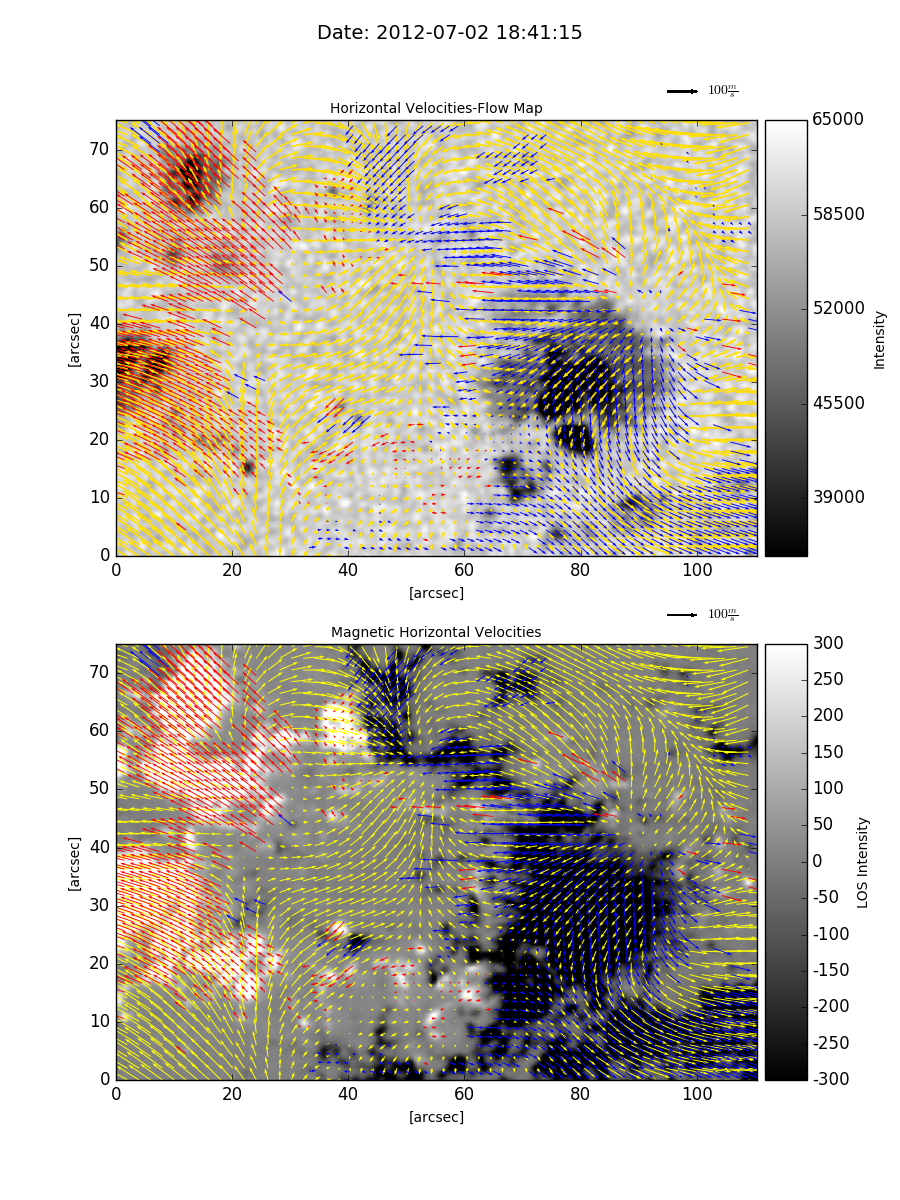 Date: 2012-07-02 18:41:15
100 m/s
Horizontal Velocities-Flow Map
70
60
50
40
30
20
10
0
[arcsec]
0 20 40 60 80 100
[arcsec]
65000
58500
52000
45500
39000
Intensity
100 m/s
Magnetic Horizontal Velocities
70
60
50
40
30
20
10
0
[arcsec]
0 20 40 60 80 100
[arcsec]
300
250
200
150
100
50
0
-50
-100
-150
-200
-250
-300
LOS Intensity